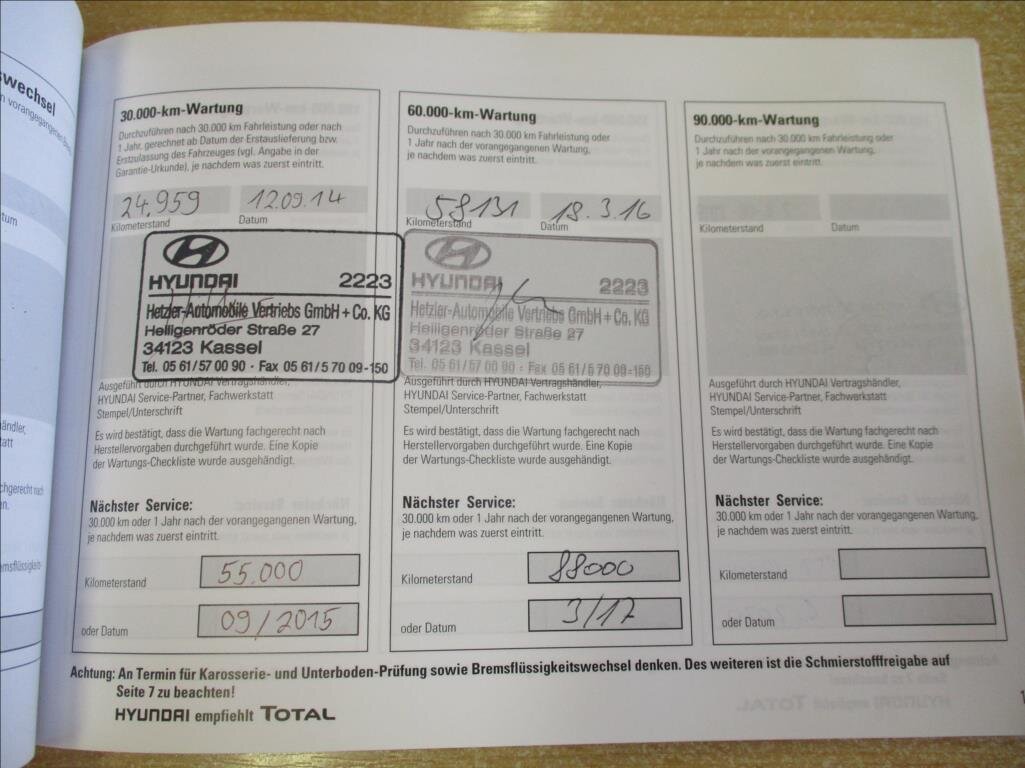 swechsel
30.000-km-Wartung
Durchzuführen nach 30.000 km Fahrleistung oder nach
1 Jahr, gerechnet ab Datum der Erstauslieferung bzw.
Erstzulassung des Fahrzeuges (vgl. Angabe in der
Garantie-Urkunde), je nachdem was zuerst eintritt.
24.959 12.09.14
Kilometerstand Datum
HYUNDAI 2223
Hetzler-Automobile Vertriebs GmbH + Co. KG
Heiligenröder Straße 27
34123 Kassel
Tel. 05 61/57 00 90 · Fax 05 61/5 70 09-150
Ausgeführt durch HYUNDAI Vertragshändler,
HYUNDAI Service-Partner, Fachwerkstatt
Stempel/Unterschrift
Es wird bestätigt, dass die Wartung fachgerecht nach
Herstellervorgaben durchgeführt wurde. Eine Kopie
der Wartungs-Checkliste wurde ausgehändigt.
Nächster Service:
30.000 km oder 1 Jahr nach der vorangegangenen Wartung,
je nachdem was zuerst eintritt.
Kilometerstand 55.000
oder Datum 09/2015
60.000-km-Wartung
Durchzuführen nach 30.000 km Fahrleistung oder
1 Jahr nach der vorangegangenen Wartung,
je nachdem was zuerst eintritt.
58131 18.3.16
Kilometerstand Datum
HYUNDAI 2223
Hetzler-Automobile Vertriebs GmbH + Co. KG
Heiligenröder Straße 27
34123 Kassel
Tel. 05 61/57 00 90 · Fax 05 61/5 70 09-150
Ausgeführt durch HYUNDAI Vertragshändler,
HYUNDAI Service-Partner, Fachwerkstatt
Stempel/Unterschrift
Es wird bestätigt, dass die Wartung fachgerecht nach
Herstellervorgaben durchgeführt wurde. Eine Kopie
der Wartungs-Checkliste wurde ausgehändigt.
Nächster Service:
30.000 km oder 1 Jahr nach der vorangegangenen Wartung,
je nachdem was zuerst eintritt.
Kilometerstand 88000
oder Datum 3/17
90.000-km-Wartung
Durchzuführen nach 30.000 km Fahrleistung oder
1 Jahr nach der vorangegangenen Wartung,
je nachdem was zuerst eintritt.
Kilometerstand Datum
Ausgeführt durch HYUNDAI Vertragshändler,
HYUNDAI Service-Partner, Fachwerkstatt
Stempel/Unterschrift
Es wird bestätigt, dass die Wartung fachgerecht nach
Herstellervorgaben durchgeführt wurde. Eine Kopie
der Wartungs-Checkliste wurde ausgehändigt.
Nächster Service:
30.000 km oder 1 Jahr nach der vorangegangenen Wartung,
je nachdem was zuerst eintritt.
Kilometerstand
oder Datum
Achtung: An Termin für Karosserie- und Unterboden-Prüfung sowie Bremsflüssigkeitswechsel denken. Des weiteren ist die Schmierstofffreigabe auf
Seite 7 zu beachten!
HYUNDAI empfiehlt TOTAL